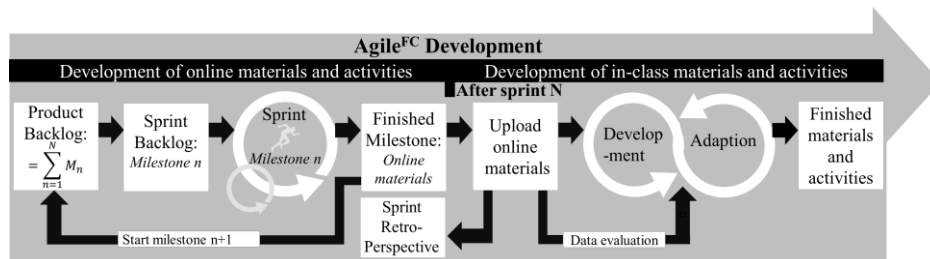 Agile^FC Development
Development of online materials and activities
Development of in-class materials and activities
After sprint N
Product
Backlog:
= \sum_{n=1}^{N} M_n
Sprint
Backlog:
Milestone n
Sprint
Milestone n
Finished
Milestone:
Online
materials
Upload
online
materials
Develop
-ment
Adaption
Finished
materials
and
activities
Sprint
Retro-
Perspective
Start milestone n+1
Data evaluation